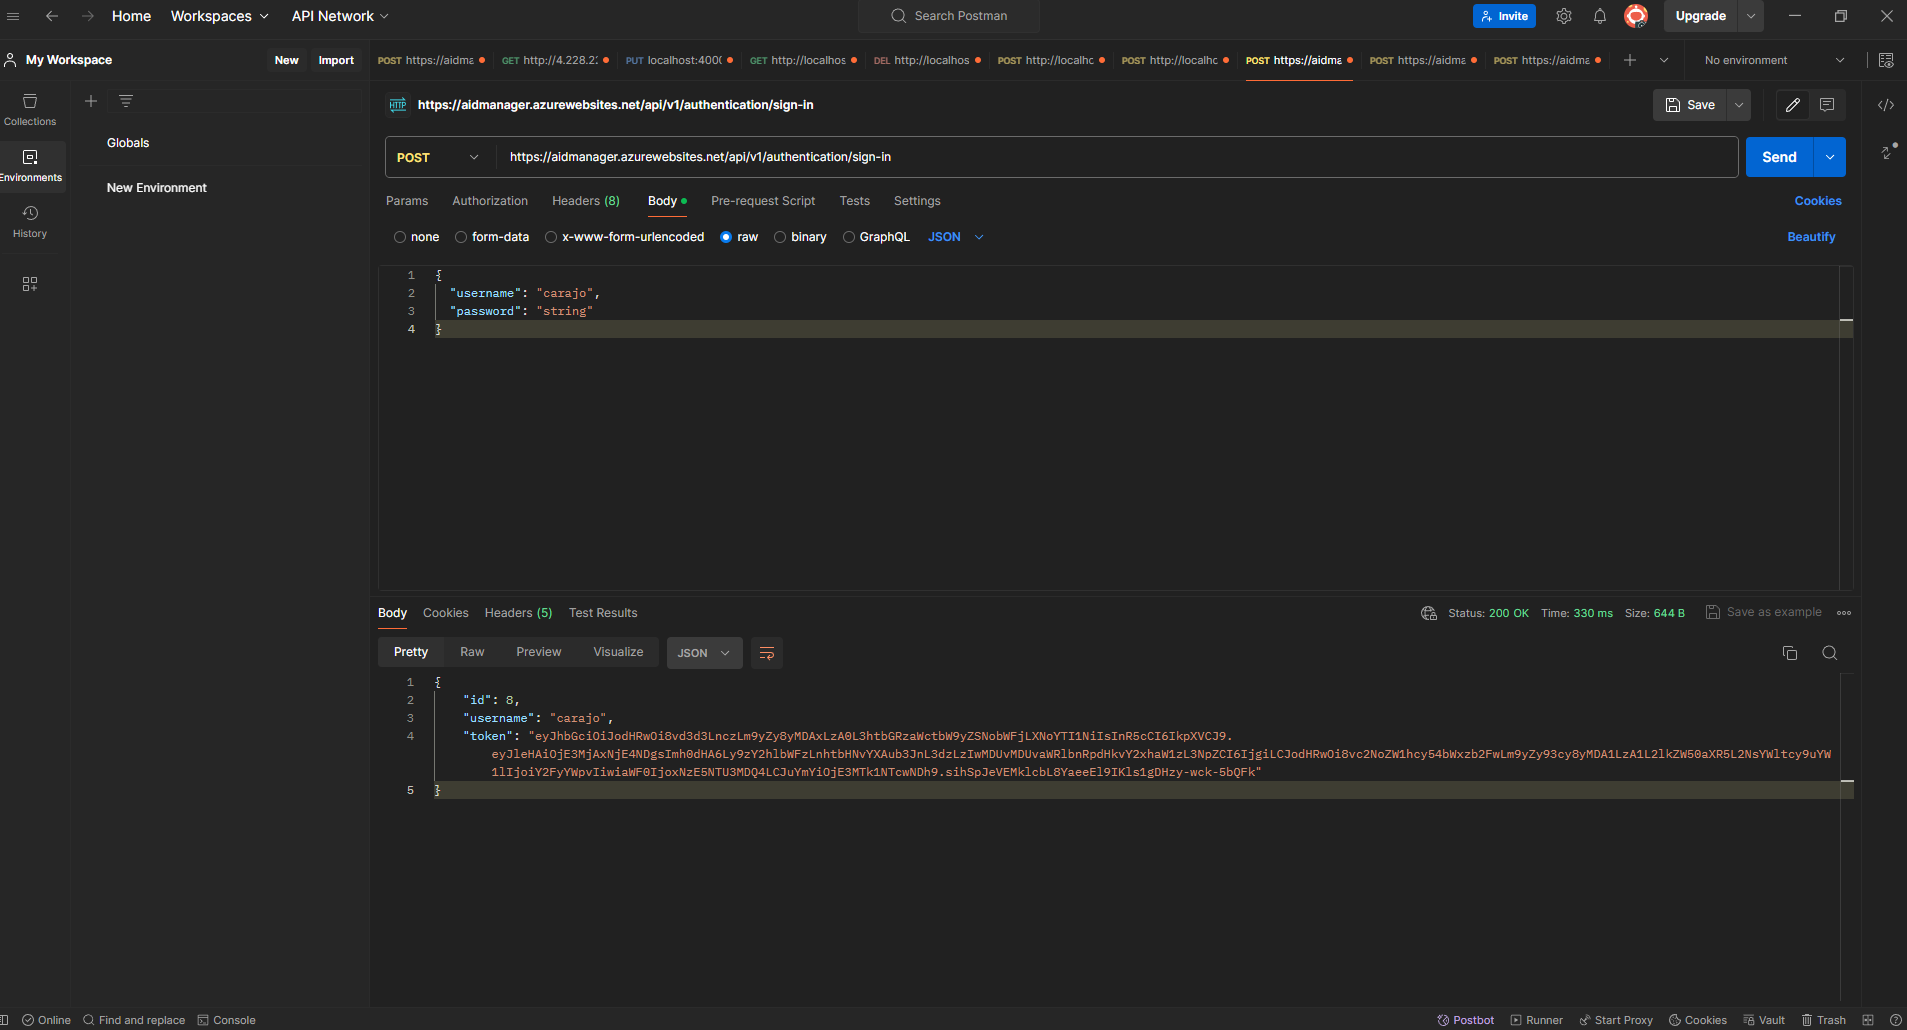 Home Workspaces API Network Search Postman Invite Upgrade
My Workspace New Import POST https://aidma GET http://4.228.22 PUT localhost:400( GET http://localhos DEL http://localhos POST http://localhc POST http://localhc POST https://aidma POST https://aidma POST https://aidma No environment
Collections
Environments
History
Globals
New Environment
HTTP https://aidmanager.azurewebsites.net/api/v1/authentication/sign-in Save
POST https://aidmanager.azurewebsites.net/api/v1/authentication/sign-in Send
Params Authorization Headers (8) Body Pre-request Script Tests Settings Cookies
none form-data x-www-form-urlencoded raw binary GraphQL JSON Beautify
1 {
2 "username": "carajo",
3 "password": "string"
4 }
Body Cookies Headers (5) Test Results Status: 200 OK Time: 330 ms Size: 644 B Save as example
Pretty Raw Preview Visualize JSON
1 {
2 "id": 8,
3 "username": "carajo",
4 "token": "eyJhbGciOiJodHRwOi8vd3d3LnczLm9yZy8yMDAxLzA0L3htbGRzaWctbW9yZSNobWFjLXNoYTI1NiIsInR5cCI6IkpXVCJ9.
eyJleHAiOjE3MjAxNjE4NDgsImh0dHA6Ly9zY2hlbWFzLnhtbHNvYXAub3JnL3dzLzIwMDUvMDUvaWRlbnRpdHkvY2xhaW1zL3NpZCI6IjgiLCJodHRwOi8vc2NoZW1hcy54bWxzb2FwLm9yZy93cy8yMDA1LzA1L2lkZW50aXR5L2NsYWltcy9uYW
1lIjoiY2FyYWpvIiwiaWF0IjoxNzE5NTU3MDQ4LCJuYmYiOjE3MTk1NTcwNDh9.sihSpJeVEMklcbL8YaeeEl9IKls1gDHzy-wck-5bQFk"
5 }
Online Find and replace Console Postbot Runner Start Proxy Cookies Vault Trash